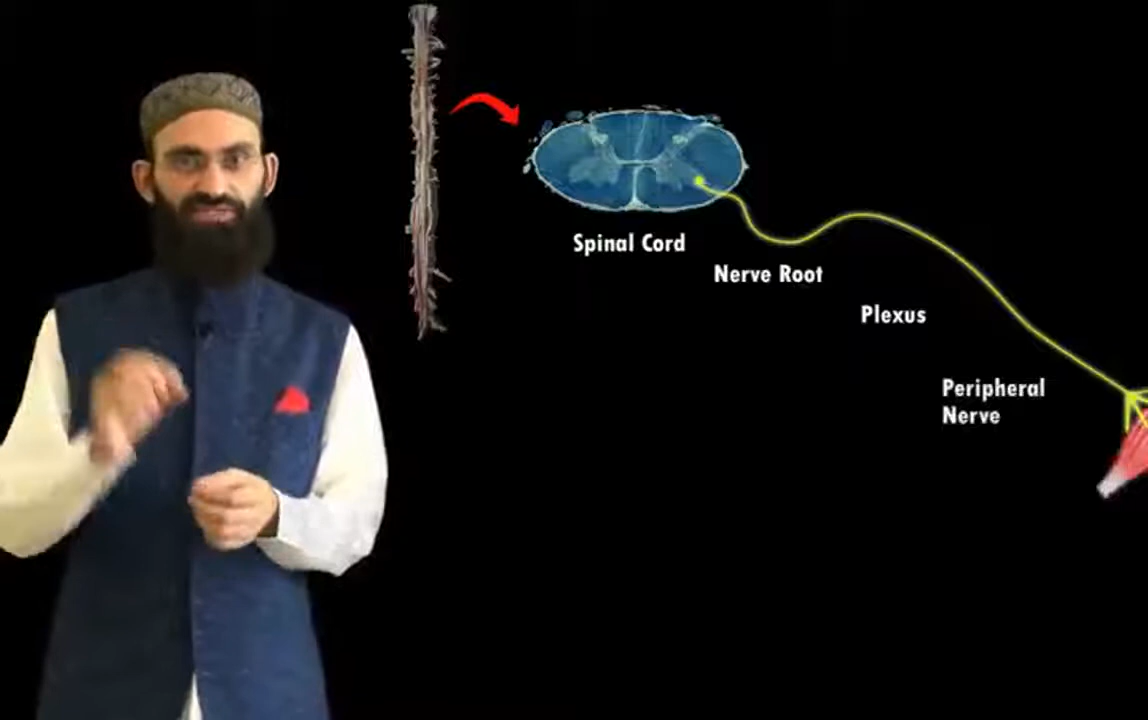 Spinal Cord
Nerve Root
Plexus
Peripheral
Nerve